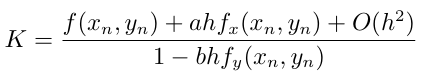 $$K = \frac{f(x_n, y_n) + ahf_x(x_n, y_n) + O(h^2)}{1 - bhf_y(x_n, y_n)}$$